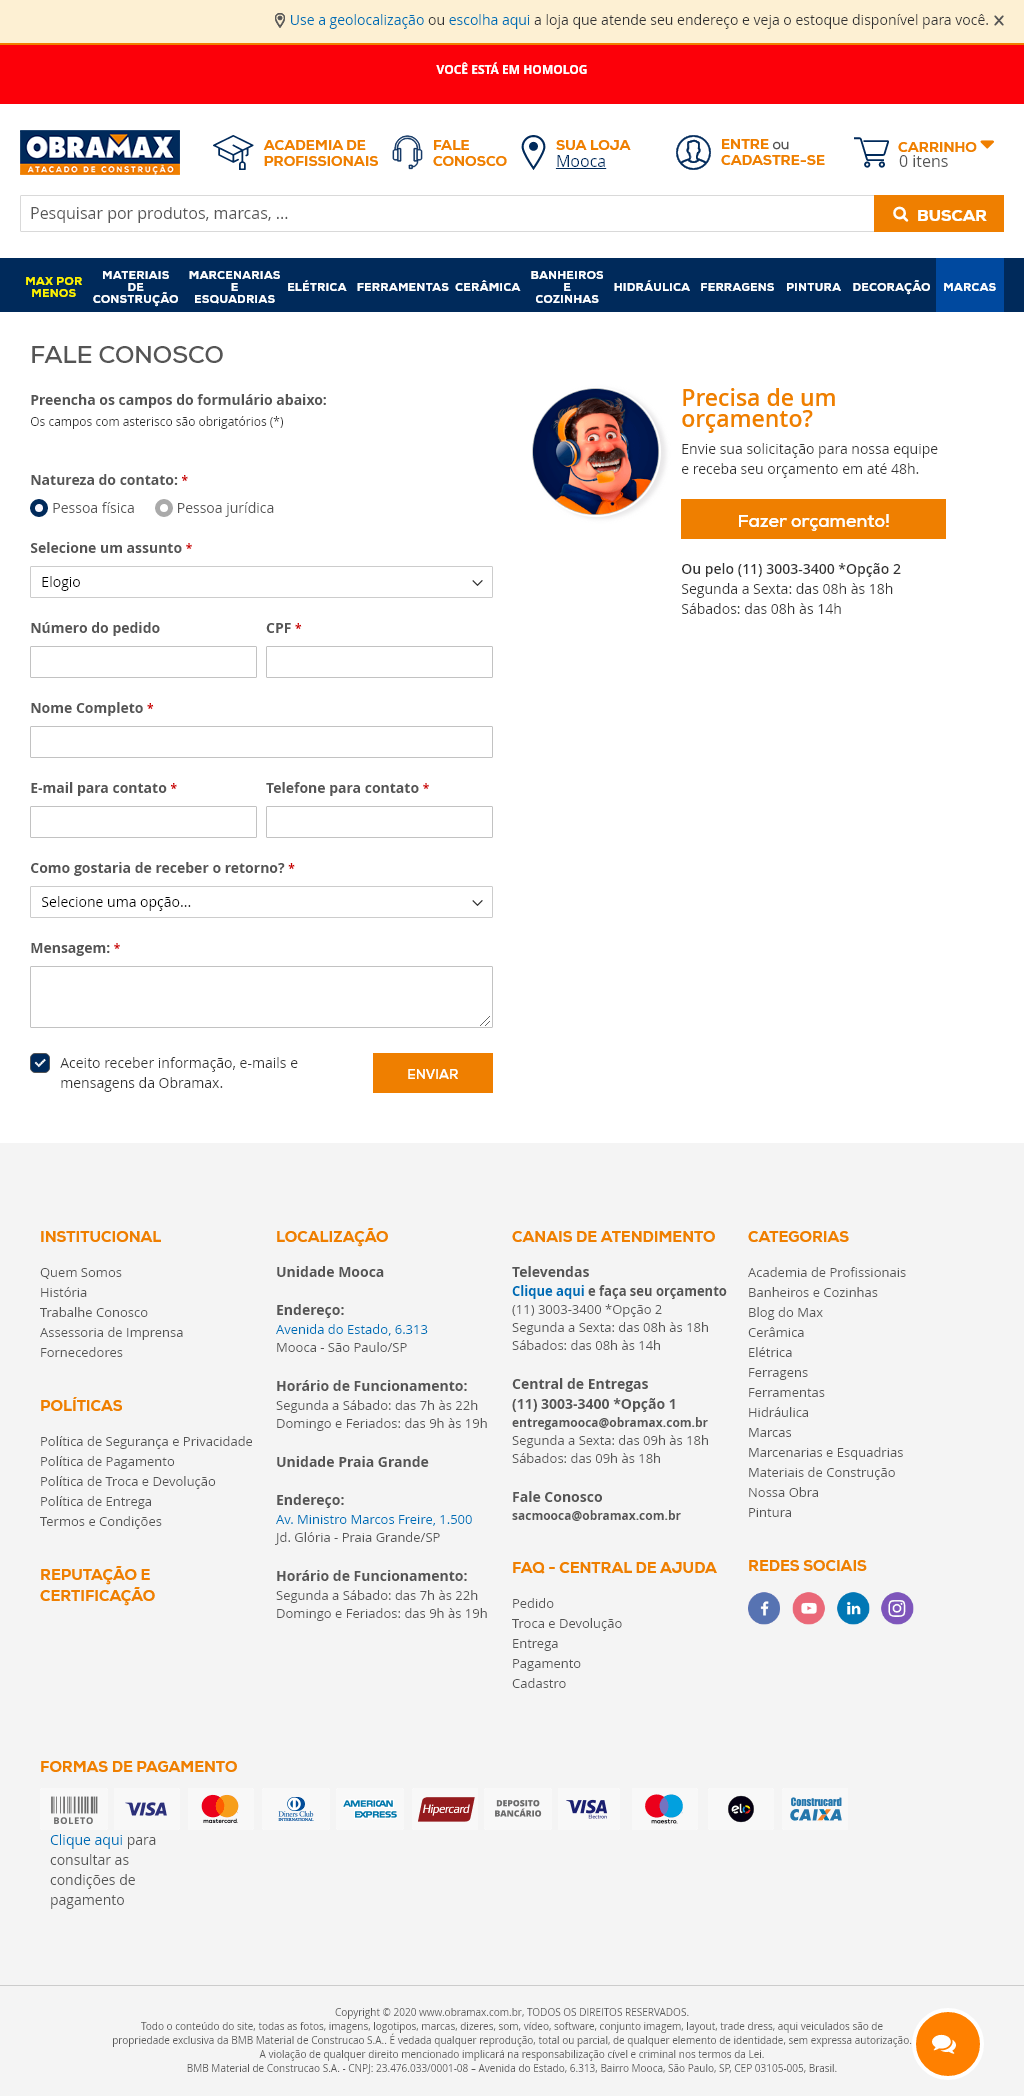 Use a geolocalização ou escolha aqui a loja que atende seu endereço e veja o estoque disponível para você.
VOCÊ ESTÁ EM HOMOLOG
OBRAMAX
ATACADO DE CONSTRUÇÃO
ACADEMIA DE
PROFISSIONAIS
FALE
CONOSCO
SUA LOJA
Mooca
ENTRE ou
CADASTRE-SE
CARRINHO
0 itens
Pesquisar por produtos, marcas, ...
BUSCAR
MAX POR
MENOS
MATERIAIS
DE
CONSTRUÇÃO
MARCENARIAS
E
ESQUADRIAS
ELÉTRICA
FERRAMENTAS
CERÂMICA
BANHEIROS
E
COZINHAS
HIDRÁULICA
FERRAGENS
PINTURA
DECORAÇÃO
MARCAS
FALE CONOSCO
Preencha os campos do formulário abaixo:
Os campos com asterisco são obrigatórios (*)
Natureza do contato: *
Pessoa física
Pessoa jurídica
Selecione um assunto *
Elogio
Número do pedido
CPF *
Nome Completo *
E-mail para contato *
Telefone para contato *
Como gostaria de receber o retorno? *
Selecione uma opção...
Mensagem: *
Aceito receber informação, e-mails e
mensagens da Obramax.
ENVIAR
Precisa de um
orçamento?
Envie sua solicitação para nossa equipe
e receba seu orçamento em até 48h.
Fazer orçamento!
Ou pelo (11) 3003-3400 *Opção 2
Segunda a Sexta: das 08h às 18h
Sábados: das 08h às 14h
INSTITUCIONAL
Quem Somos
História
Trabalhe Conosco
Assessoria de Imprensa
Fornecedores
POLÍTICAS
Política de Segurança e Privacidade
Política de Pagamento
Política de Troca e Devolução
Política de Entrega
Termos e Condições
REPUTAÇÃO E
CERTIFICAÇÃO
LOCALIZAÇÃO
Unidade Mooca
Endereço:
Avenida do Estado, 6.313
Mooca - São Paulo/SP
Horário de Funcionamento:
Segunda a Sábado: das 7h às 22h
Domingo e Feriados: das 9h às 19h
Unidade Praia Grande
Endereço:
Av. Ministro Marcos Freire, 1.500
Jd. Glória - Praia Grande/SP
Horário de Funcionamento:
Segunda a Sábado: das 7h às 22h
Domingo e Feriados: das 9h às 19h
CANAIS DE ATENDIMENTO
Televendas
Clique aqui e faça seu orçamento
(11) 3003-3400 *Opção 2
Segunda a Sexta: das 08h às 18h
Sábados: das 08h às 14h
Central de Entregas
(11) 3003-3400 *Opção 1
entregamooca@obramax.com.br
Segunda a Sexta: das 09h às 18h
Sábados: das 09h às 18h
Fale Conosco
sacmooca@obramax.com.br
FAQ - CENTRAL DE AJUDA
Pedido
Troca e Devolução
Entrega
Pagamento
Cadastro
CATEGORIAS
Academia de Profissionais
Banheiros e Cozinhas
Blog do Max
Cerâmica
Elétrica
Ferragens
Ferramentas
Hidráulica
Marcas
Marcenarias e Esquadrias
Materiais de Construção
Nossa Obra
Pintura
REDES SOCIAIS
f
in
FORMAS DE PAGAMENTO
BOLETO
VISA
mastercard
Diners Club
INTERNATIONAL
AMERICAN
EXPRESS
Hipercard
DEPOSITO
BANCÁRIO
VISA
Electron
maestro
elo
Construcard
CAIXA
Clique aqui para
consultar as
condições de
pagamento
Copyright © 2020 www.obramax.com.br, TODOS OS DIREITOS RESERVADOS.
Todo o conteúdo do site, todas as fotos, imagens, logotipos, marcas, dizeres, som, vídeo, software, conjunto imagem, layout, trade dress, aqui veiculados são de
propriedade exclusiva da BMB Material de Construcao S.A.. É vedada qualquer reprodução, total ou parcial, de qualquer elemento de identidade, sem expressa autorização.
A violação de qualquer direito mencionado implicará na responsabilização cível e criminal nos termos da Lei.
BMB Material de Construcao S.A. - CNPJ: 23.476.033/0001-08 – Avenida do Estado, 6.313, Bairro Mooca, São Paulo, SP, CEP 03105-005, Brasil.